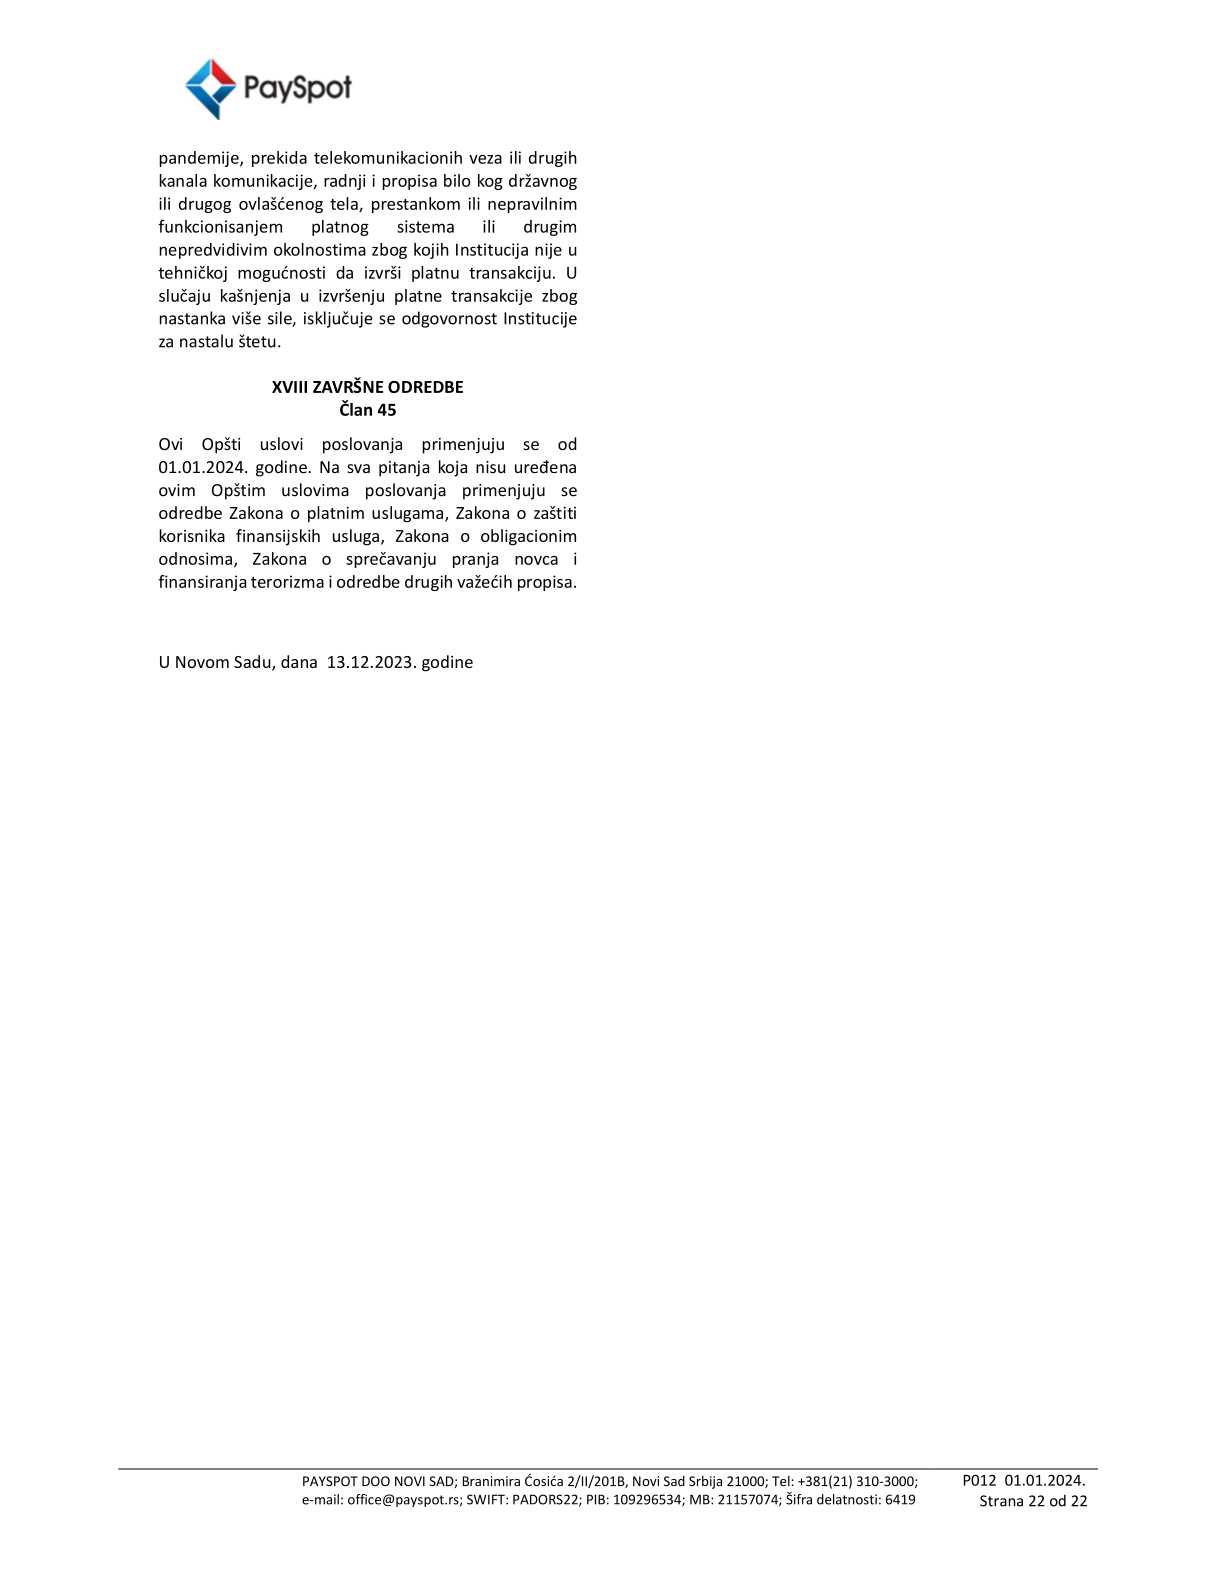 PaySpot
pandemije, prekida telekomunikacionih veza ili drugih
kanala komunikacije, radnji i propisa bilo kog državnog
ili drugog ovlašćenog tela, prestankom ili nepravilnim
funkcionisanjem platnog sistema ili drugim
nepredvidivim okolnostima zbog kojih Institucija nije u
tehničkoj mogućnosti da izvrši platnu transakciju. U
slučaju kašnjenja u izvršenju platne transakcije zbog
nastanka više sile, isključuje se odgovornost Institucije
za nastalu štetu.
XVIII ZAVRŠNE ODREDBE
Član 45
Ovi Opšti uslovi poslovanja primenjuju se od
01.01.2024. godine. Na sva pitanja koja nisu uređena
ovim Opštim uslovima poslovanja primenjuju se
odredbe Zakona o platnim uslugama, Zakona o zaštiti
korisnika finansijskih usluga, Zakona o obligacionim
odnosima, Zakona o sprečavanju pranja novca i
finansiranja terorizma i odredbe drugih važećih propisa.
U Novom Sadu, dana 13.12.2023. godine
PAYSPOT DOO NOVI SAD; Branimira Ćosića 2/II/201B, Novi Sad Srbija 21000; Tel: +381(21) 310-3000;
e-mail: office@payspot.rs; SWIFT: PADORS22; PIB: 109296534; MB: 21157074; Šifra delatnosti: 6419
P012 01.01.2024.
Strana 22 od 22